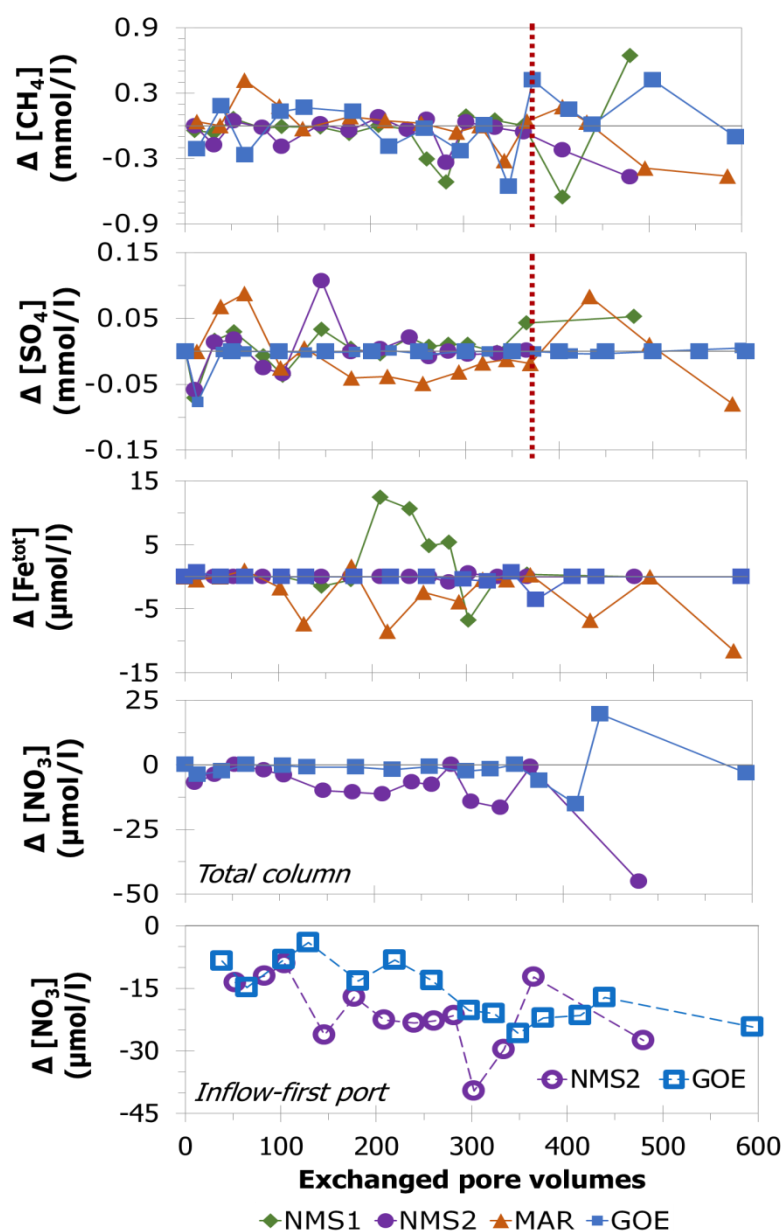 Δ [CH4]
(mmol/l)
0.9
0.3
-0.3
-0.9
Δ [SO4]
(mmol/l)
0.15
0.05
-0.05
-0.15
Δ [Fe^tot]
(μmol/l)
15
5
-5
-15
Δ [NO3]
(μmol/l)
25
0
-25
-50
Total column
Δ [NO3]
(μmol/l)
0
-15
-30
-45
NMS2 GOE
Inflow-first port
0 100 200 300 400 500 600
Exchanged pore volumes
NMS1 NMS2 MAR GOE